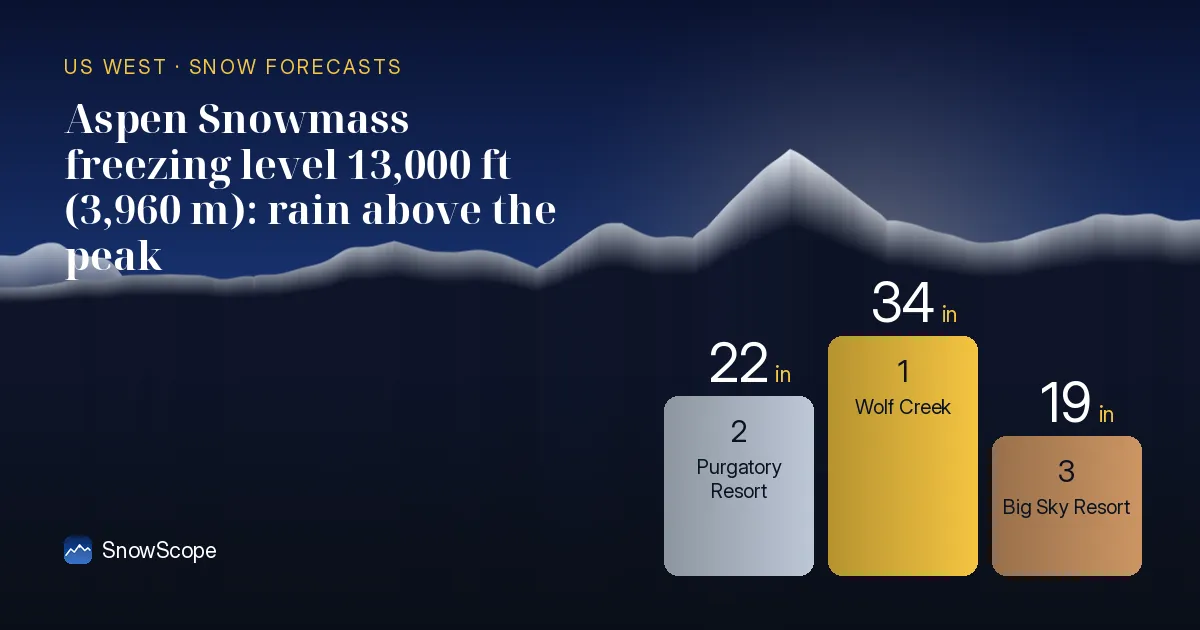 US WEST · SNOW FORECASTS
Aspen Snowmass
freezing level 13,000 ft
(3,960 m): rain above the
peak
34 in
1
Wolf Creek
22 in
2
Purgatory
Resort
19 in
3
Big Sky Resort
SnowScope